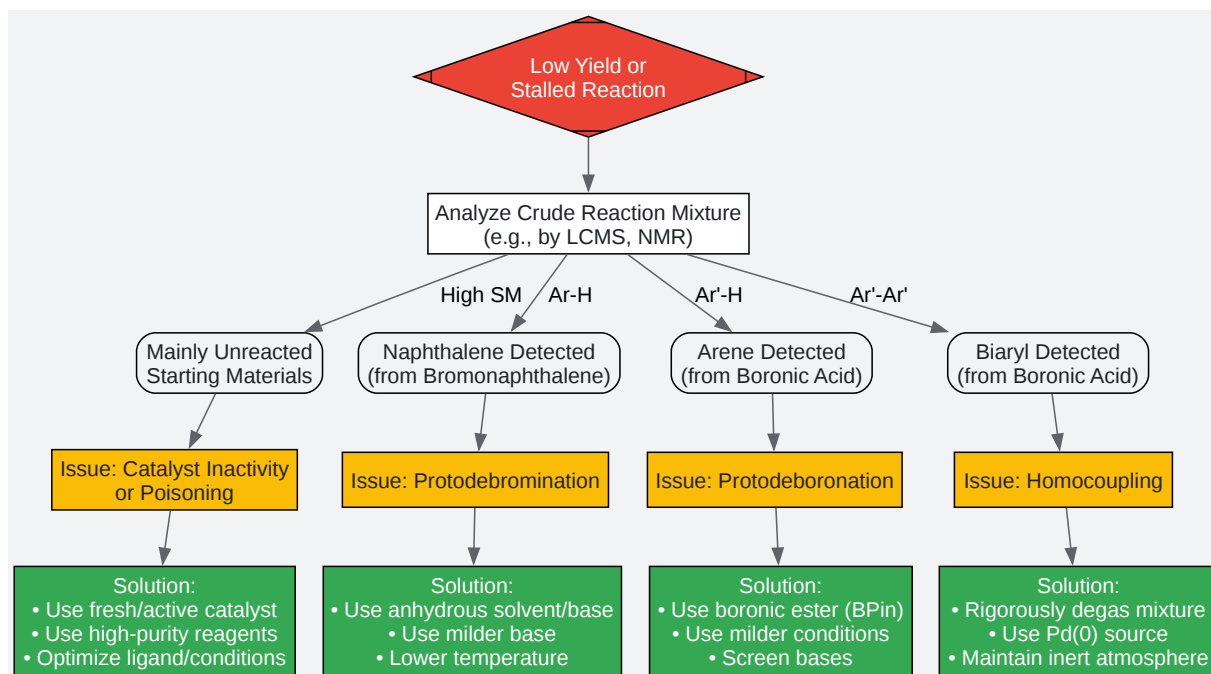 Low Yield or
Stalled Reaction
Analyze Crude Reaction Mixture
(e.g., by LCMS, NMR)
High SM
Ar-H
Ar'-H
Ar'-Ar'
Mainly Unreacted
Starting Materials
Naphthalene Detected
(from Bromonaphthalene)
Arene Detected
(from Boronic Acid)
Biaryl Detected
(from Boronic Acid)
Issue: Catalyst Inactivity
or Poisoning
Issue: Protodebromination
Issue: Protodeboronation
Issue: Homocoupling
Solution:
• Use fresh/active catalyst
• Use high-purity reagents
• Optimize ligand/conditions
Solution:
• Use anhydrous solvent/base
• Use milder base
• Lower temperature
Solution:
• Use boronic ester (BPin)
• Use milder conditions
• Screen bases
Solution:
• Rigorously degas mixture
• Use Pd(0) source
• Maintain inert atmosphere